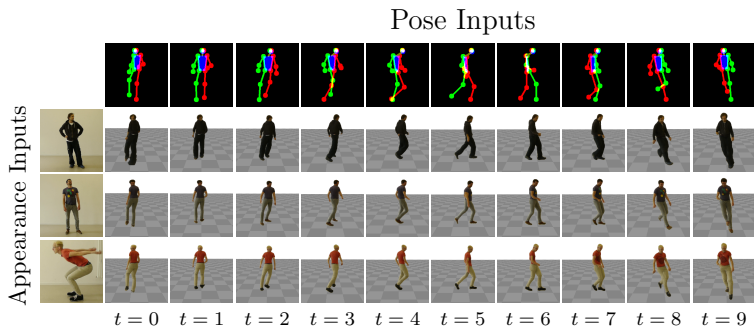 Pose Inputs
Appearance Inputs
t = 0 t = 1 t = 2 t = 3 t = 4 t = 5 t = 6 t = 7 t = 8 t = 9